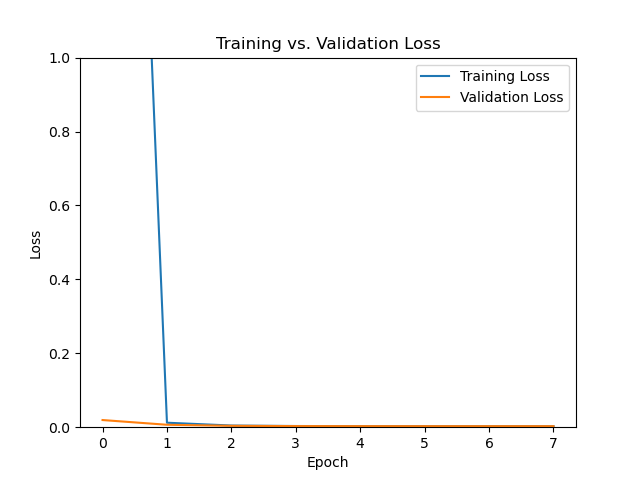 Training vs. Validation Loss
1.0
Training Loss
Validation Loss
0.8
0.6
Loss
0.4
0.2
0.0
0 1 2 3 4 5 6 7
Epoch